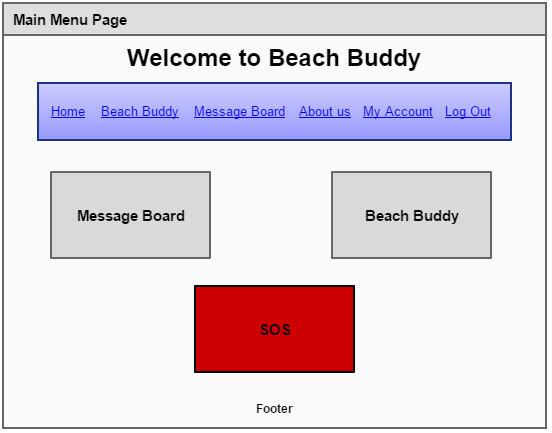 Main Menu Page
Welcome to Beach Buddy
Home Beach Buddy Message Board About us My Account Log Out
Message Board
Beach Buddy
SOS
Footer